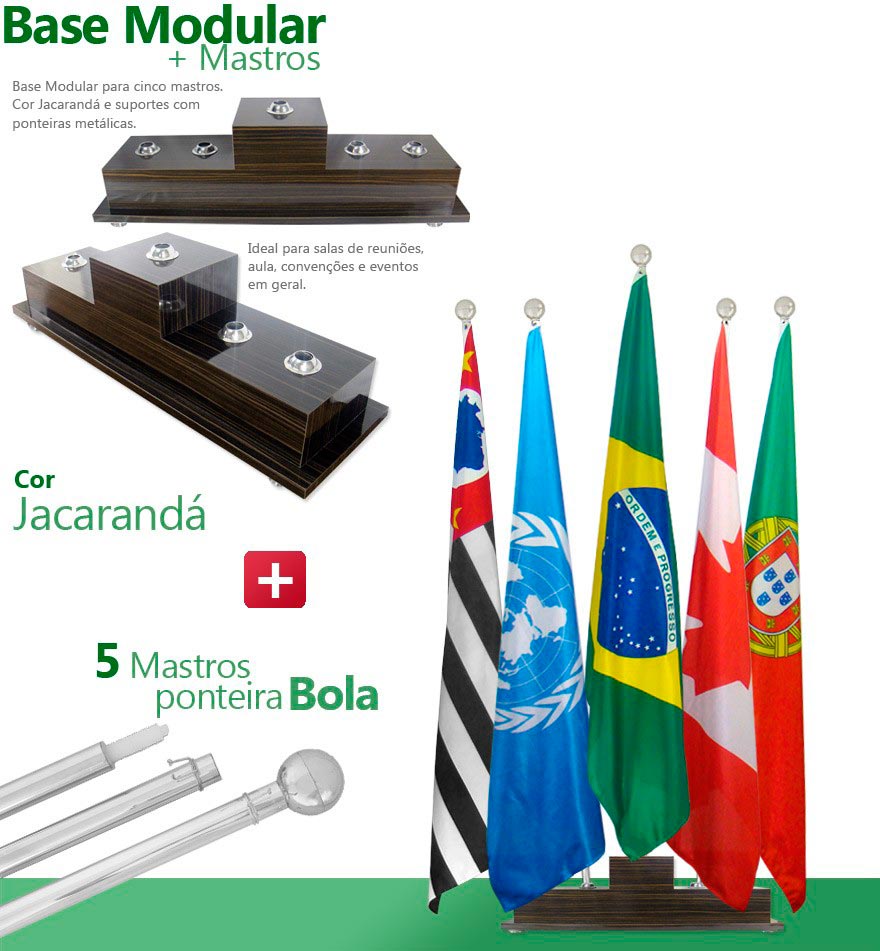 Base Modular
+ Mastros
Base Modular para cinco mastros.
Cor Jacarandá e suportes com
ponteiras metálicas.
Ideal para salas de reuniões,
aula, convenções e eventos
em geral.
Cor
Jacarandá
+
5 Mastros
ponteira Bola
ORDEM E PROGRESSO